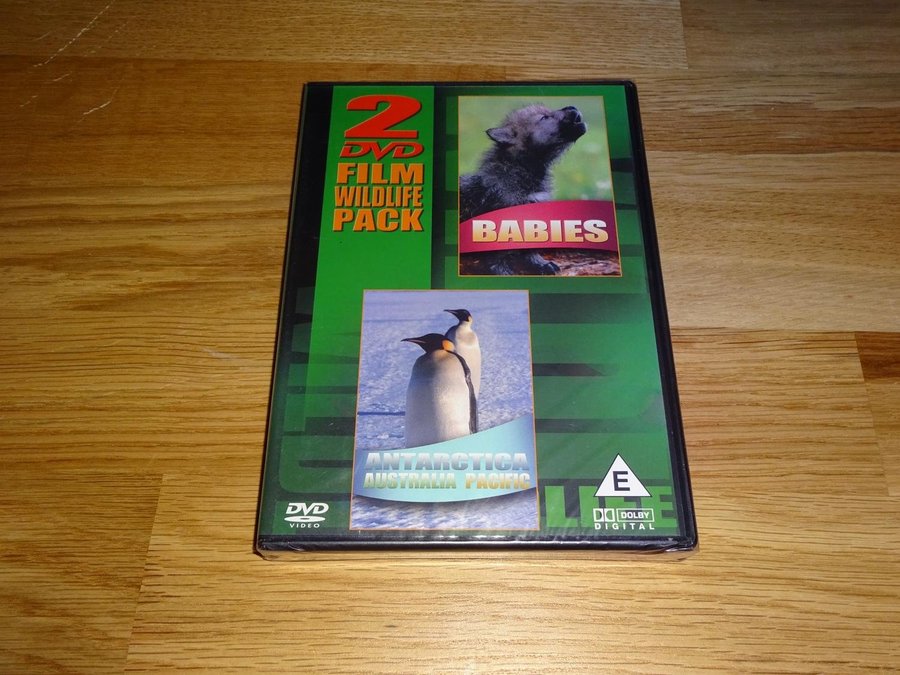 2
DVD
FILM
WILDLIFE
PACK
BABIES
ANTARCTICA
AUSTRALIA PACIFIC
E
DVD
VIDEO
LIFE
DOLBY
DIGITAL